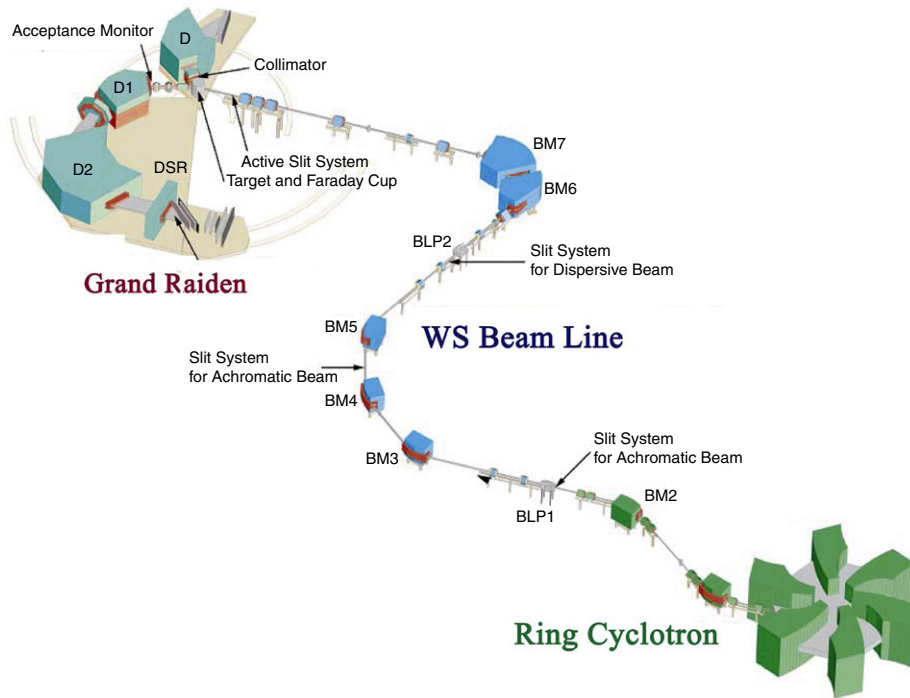 D
Acceptance Monitor
Collimator
D1
BM7
Active Slit System
Target and Faraday Cup
D2
DSR
BM6
BLP2
Slit System
for Dispersive Beam
Grand Raiden
BM5
WS Beam Line
Slit System
for Achromatic Beam
BM4
Slit System
for Achromatic Beam
BM3
BM2
BLP1
Ring Cyclotron